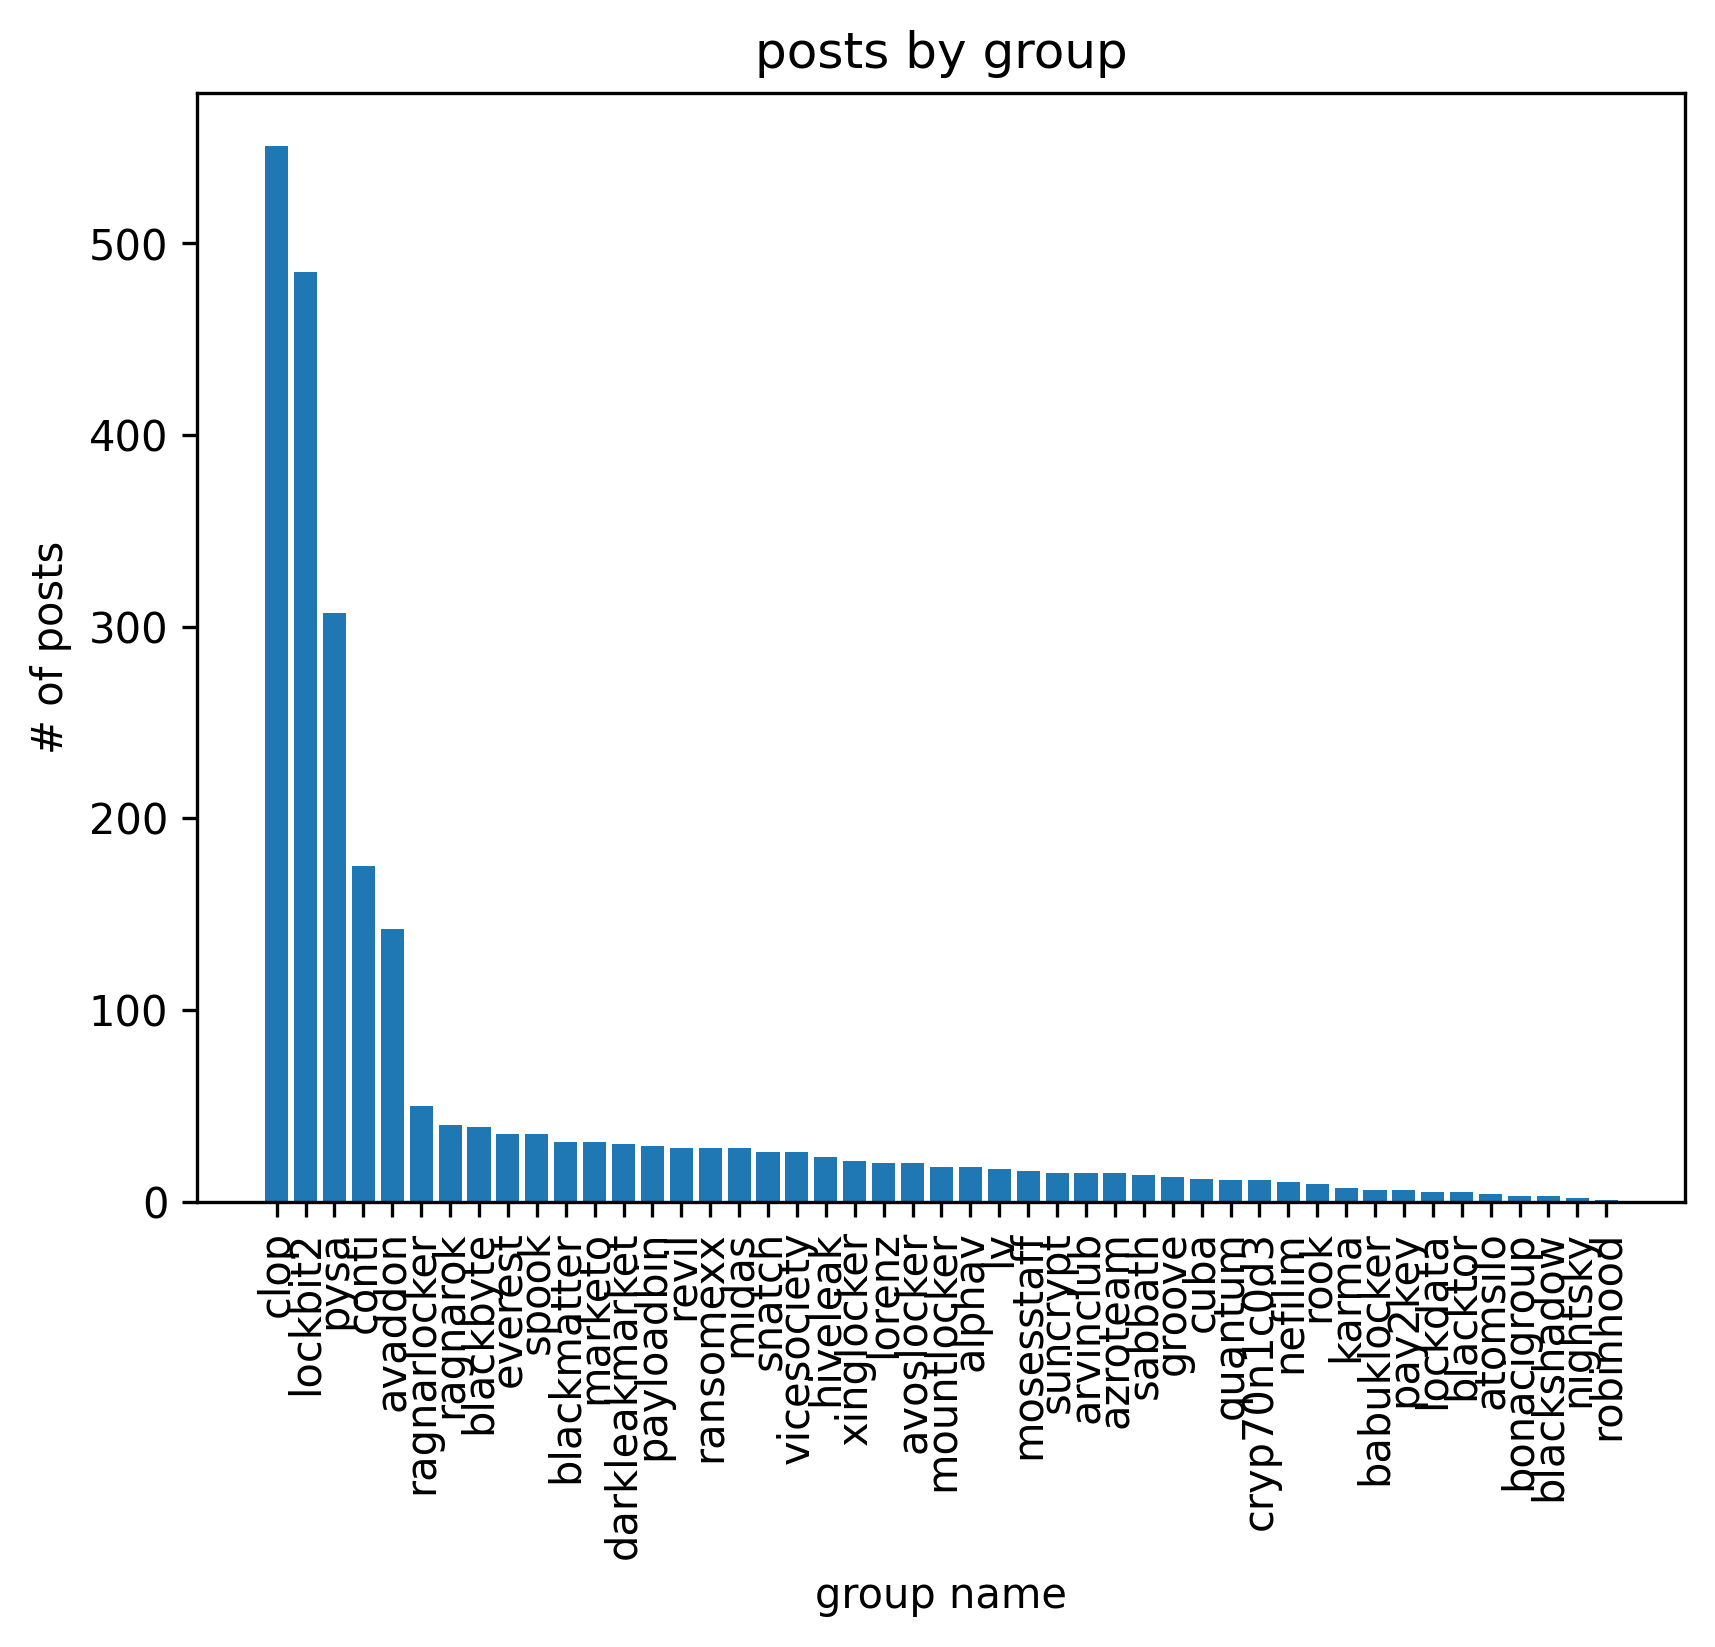 posts by group
# of posts
500
400
300
200
100
0
clop
lockbit2
pysa
conti
avaddon
ragnarlocker
ragnarok
blackbyte
everest
spook
blackmatter
marketo
darkleakmarket
payloadbin
revil
ransomexx
midas
snatch
vicesociety
hiveleak
xinglocker
lorenz
avoslocker
mountlocker
alphav
lv
mosesstaff
suncrypt
arvinclub
azroteam
sabbath
groove
cuba
quantum
cryp70n1c0d3
nefilim
rook
karma
babuklocker
pay2key
lockdata
blacktor
atomsilo
bonacigroup
blackshadow
nightsky
robinhood
group name